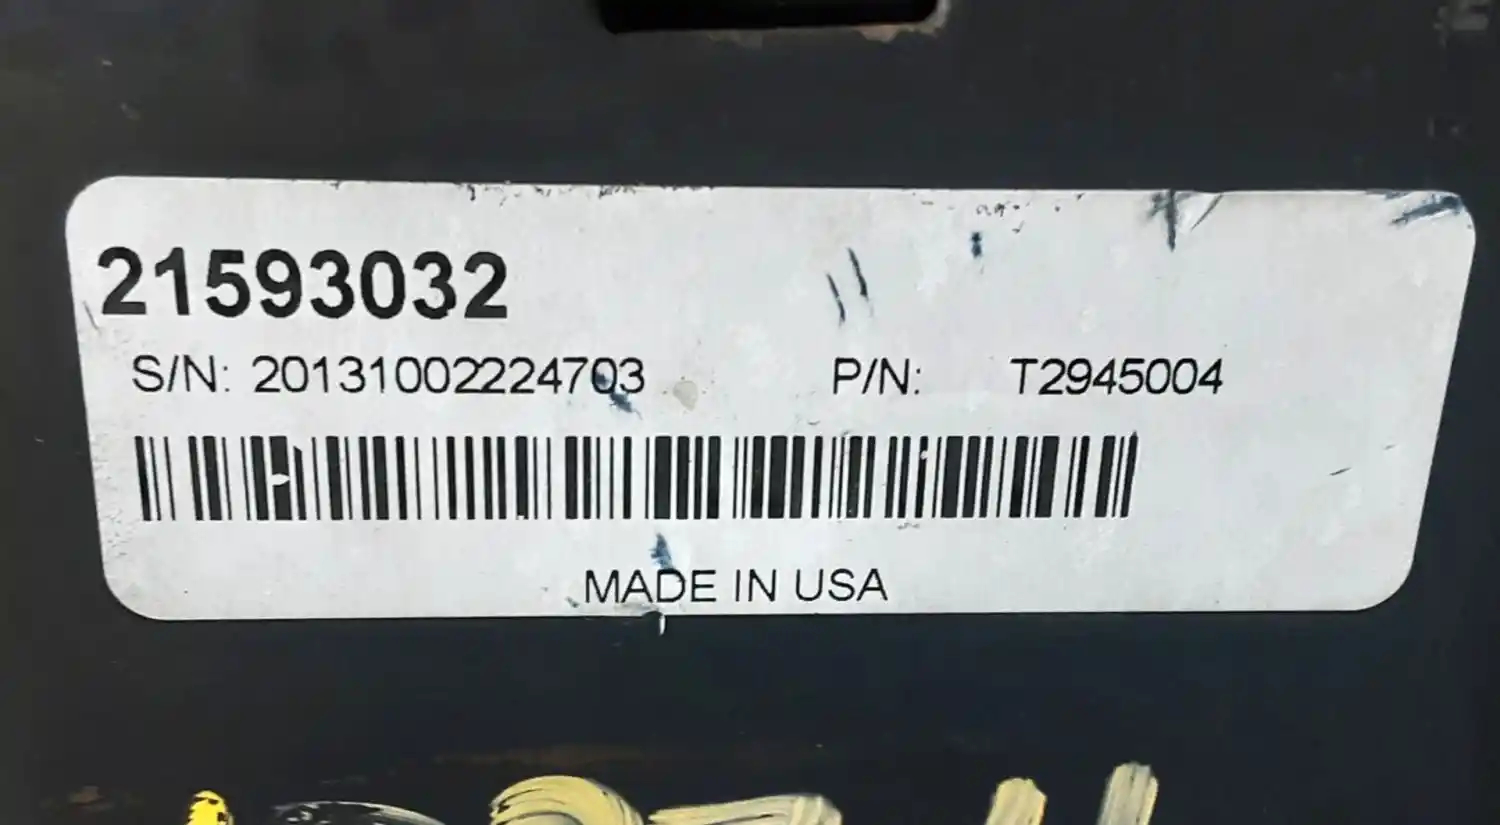 21593032
S/N: 20131002224703 P/N: T2945004
MADE IN USA